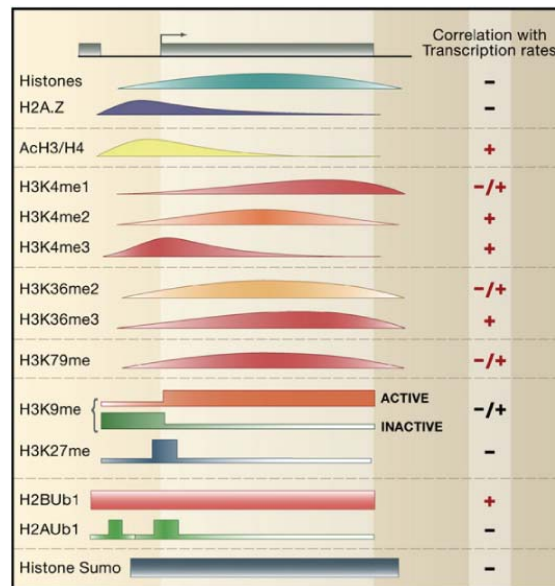 Correlation with
Transcription rates
Histones −
H2A.Z −
AcH3/H4 +
H3K4me1 −/+
H3K4me2 +
H3K4me3 +
H3K36me2 −/+
H3K36me3 +
H3K79me −/+
ACTIVE
H3K9me −/+
INACTIVE
H3K27me −
H2BUb1 +
H2AUb1 −
Histone Sumo −